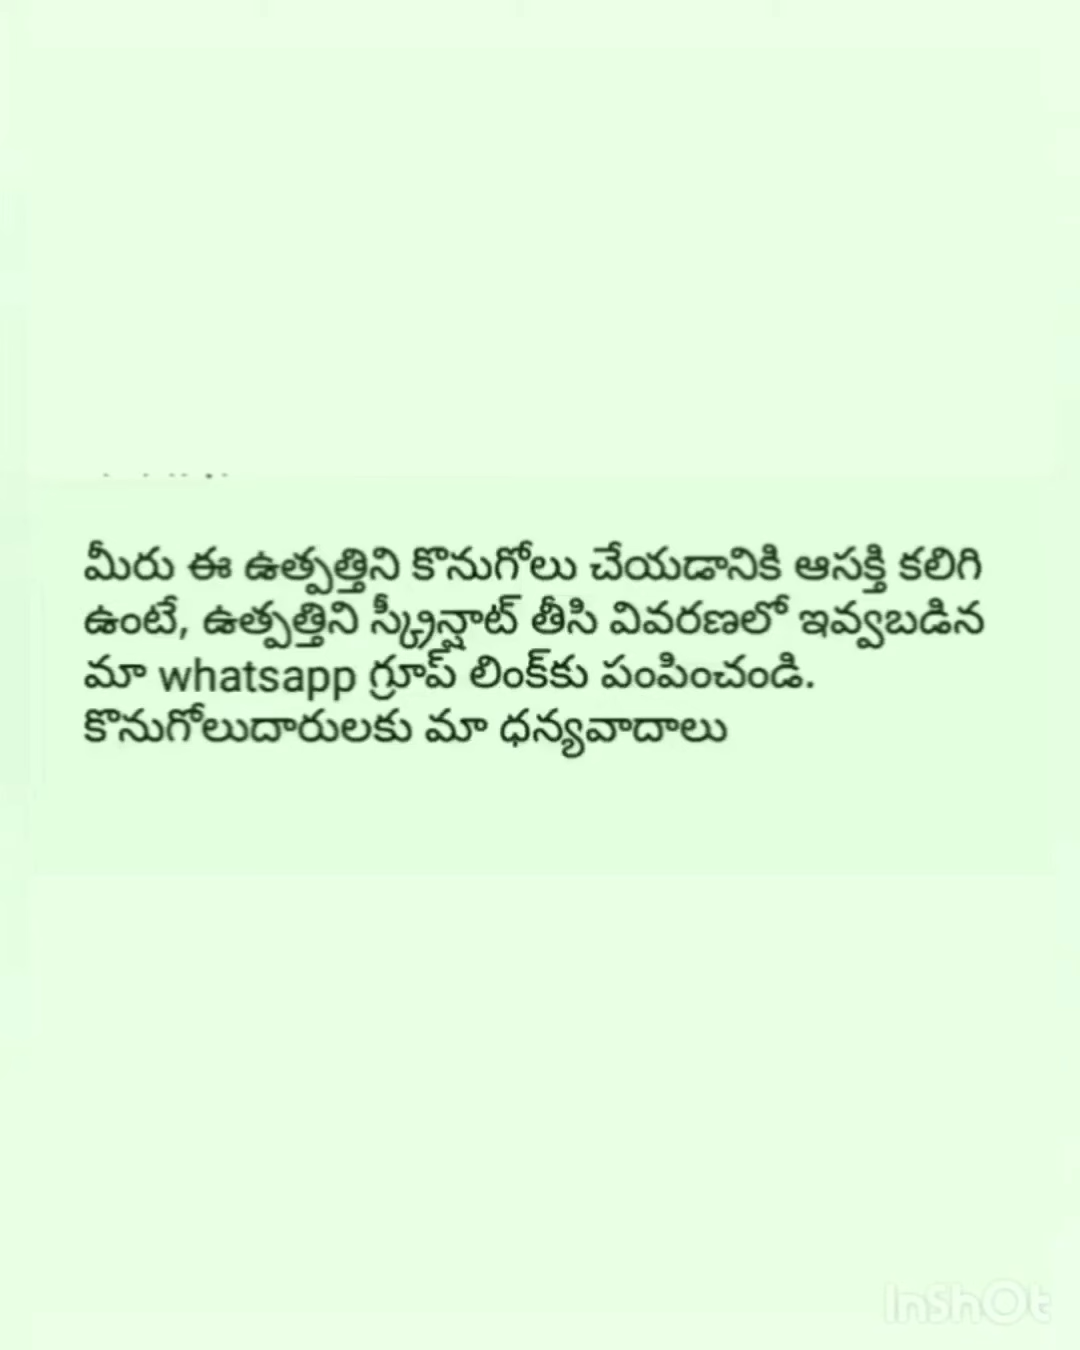 మీరు ఈ ఉత్పత్తిని కొనుగోలు చేయడానికి ఆసక్తి కలిగి
ఉంటే, ఉత్పత్తిని స్క్రీన్షాట్ తీసి వివరణలో ఇవ్వబడిన
మా whatsapp గ్రూప్ లింక్‌కు పంపించండి.
కొనుగోలుదారులకు మా ధన్యవాదాలు
InShOt